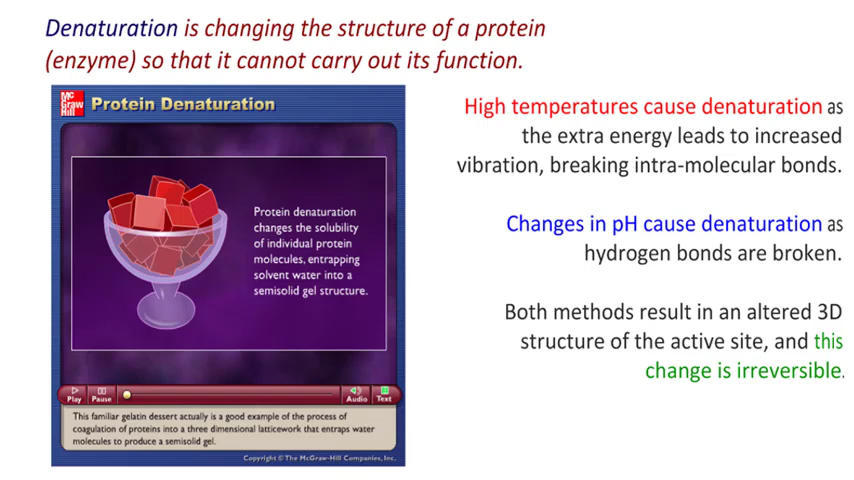 Denaturation is changing the structure of a protein
(enzyme) so that it cannot carry out its function.
Mc
Graw
Hill
Protein Denaturation
Protein denaturation
changes the solubility
of individual protein
molecules, entrapping
solvent water into a
semisolid gel structure.
Play
Pause
Audio
Text
This familiar gelatin dessert actually is a good example of the process of
coagulation of proteins into a three dimensional latticework that entraps water
molecules to produce a semisolid gel.
Copyright © The McGraw-Hill Companies, Inc.
High temperatures cause denaturation as
the extra energy leads to increased
vibration, breaking intra-molecular bonds.
Changes in pH cause denaturation as
hydrogen bonds are broken.
Both methods result in an altered 3D
structure of the active site, and this
change is irreversible.